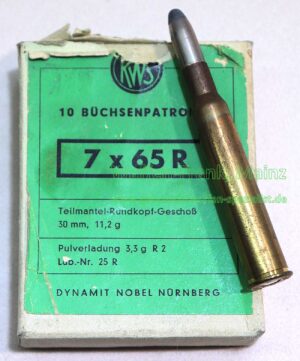 RWS
10 BÜCHSENPATRO
7 x 65 R
Mainz
Teilmantel-Rundkopf-Geschoß
30 mm, 11,2 g
Pulverladung 3,3 g R 2
Lab.-Nr. 25 R
DYNAMIT NOBEL NÜRNBERG